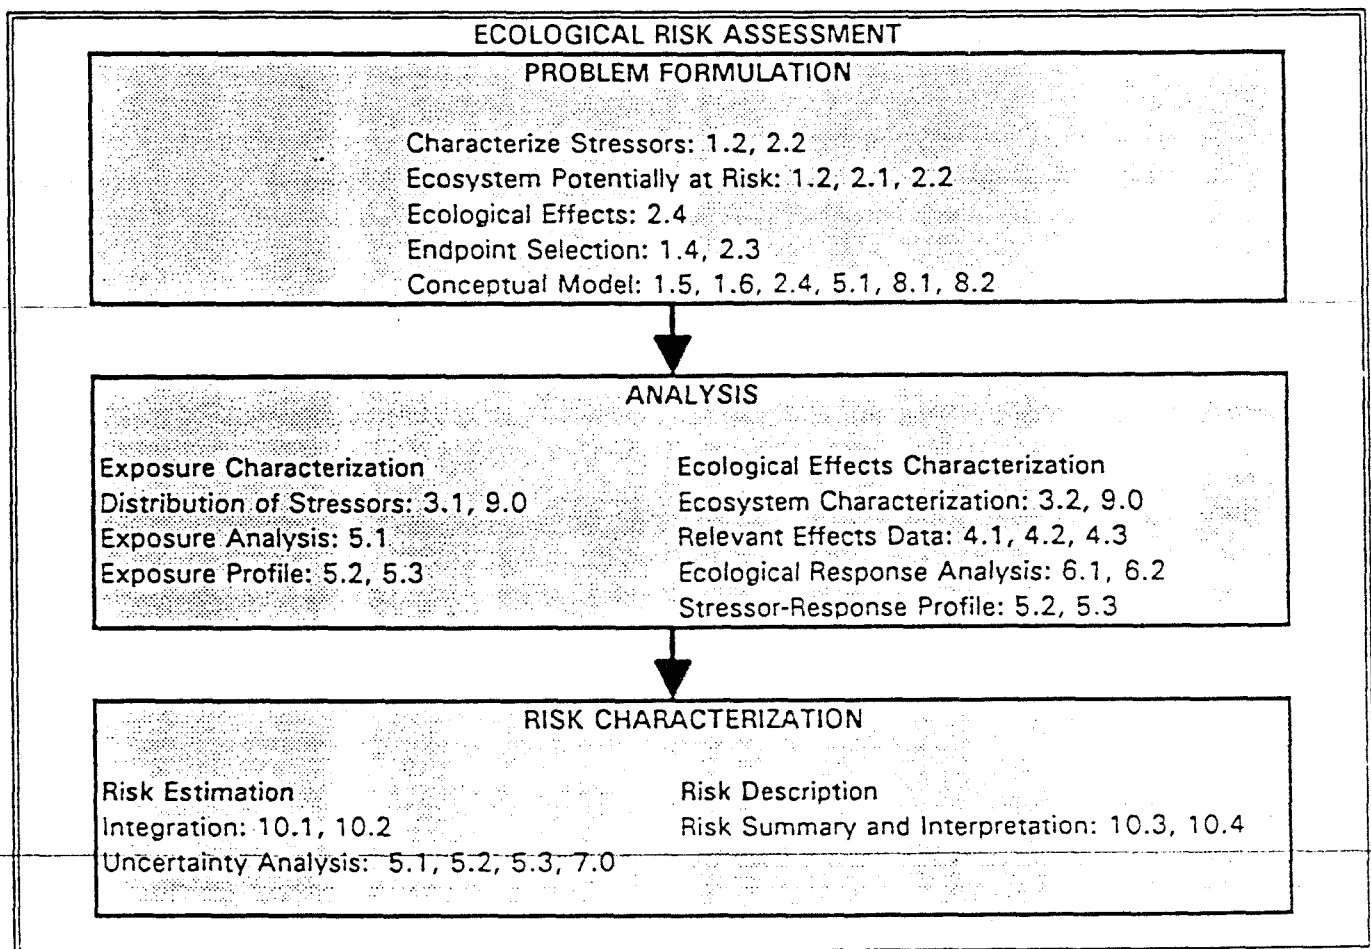 ECOLOGICAL RISK ASSESSMENT
PROBLEM FORMULATION
Characterize Stressors: 1.2, 2.2
Ecosystem Potentially at Risk: 1.2, 2.1, 2.2
Ecological Effects: 2.4
Endpoint Selection: 1.4, 2.3
Conceptual Model: 1.5, 1.6, 2.4, 5.1, 8.1, 8.2
ANALYSIS
Exposure Characterization
Distribution of Stressors: 3.1, 9.0
Exposure Analysis: 5.1
Exposure Profile: 5.2, 5.3
Ecological Effects Characterization
Ecosystem Characterization: 3.2, 9.0
Relevant Effects Data: 4.1, 4.2, 4.3
Ecological Response Analysis: 6.1, 6.2
Stressor-Response Profile: 5.2, 5.3
RISK CHARACTERIZATION
Risk Estimation
Integration: 10.1, 10.2
Uncertainty Analysis: 5.1, 5.2, 5.3, 7.0
Risk Description
Risk Summary and Interpretation: 10.3, 10.4